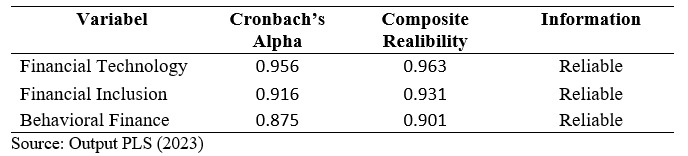 Variabel Cronbach's Alpha Composite Realibility Information
Financial Technology 0.956 0.963 Reliable
Financial Inclusion 0.916 0.931 Reliable
Behavioral Finance 0.875 0.901 Reliable
Source: Output PLS (2023)